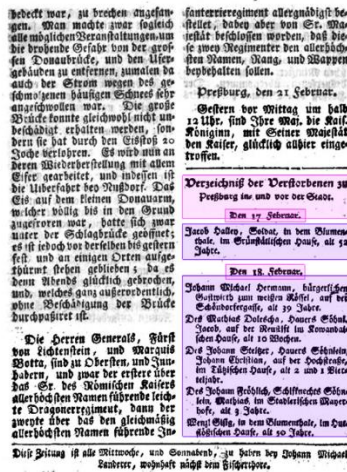 bedeckt war, zu brechen angefan-
gen. Man machte zwar sogleich
alle möglichen Veranstaltungen, um
die drohende Gefahr von der gros-
sen Donaubrücke, und den Ufer-
gebäuden zu entfernen, zumalen da
auch der Strom wegen des ge-
schmolzenen häufigen Schnees sehr
angeschwollen war. Die große
Brücke konnte gleichwohl nicht un-
beschädigt erhalten werden, son-
dern sie hat durch den Eisstoß 20
Joche verlohren. Es wird nun an
deren Wiederherstellung mit allem
Eifer gearbeitet, und indessen ist
die Ueberfahrt bey Nußdorf. Das
Eis auf dem kleinen Donauarm,
welcher völlig bis in den Grund
zugefroren war, hatte sich zwar
unter der Schlagbrücke geöffnet;
es ist jedoch vor derselben bis gestern
fest, und an einigen Orten aufge-
thürmt stehen geblieben; da es
denn Abends glücklich gebrochen,
und welches ganz ausserordentlich,
ohne Beschädigung der Brücke
durchpaßiret ist.
Die Herren Generals, Fürst
von Lichtenstein, und Marquis
Botta, sind zu Obersten, und Inn-
habern, und zwar der erstere über
das Sr. des Römischen Kaisers
allerhöchsten Namen führende leich-
te Dragonerregiment, dann der
zweyte über das den gleichmäßig
allerhöchsten Namen führende In-
fanterieregiment allergnädigst be-
stellet, dabey aber von Sr. Ma-
jestät beschlossen worden, daß die-
se zwey Regimenter den allerhöch-
sten Namen, Rang, und Wappen
beybehalten sollen.
Preßburg, den 21 Februar.
Gestern vor Mittag um halb
12 Uhr, sind Ihre Maj. die Kais.
Königinn, mit Seiner Majestät
den Kaiser, glücklich allhier einge-
troffen.
Verzeichniß der Verstorbenen zu
Preßburg in- und vor der Stadt.
Den 17 Februar.
Jacob Halley, Soldat, in dem Blumen-
thale, im Grünstätlischen Hause, alt 52
Jahre.
Den 18. Februar.
Johann Michael Hermann, bürgerlicher
Gastwirth zum weißen Rössel, auf der
Schöndorfergasse, alt 39 Jahre.
Des Mathias Dolescha, Hauers Söhnl.
Jacob, auf der Neustift im Kowanbal-
schen Hause, alt 10 Wochen.
Des Johann Steiger, Hauers Söhnlein,
Johann Christian, auf der Hochstraße,
im Tützischen Hause, alt 2 und 1 Vier-
teljahr.
Des Johann Fröhlich, Schiffknechts Söhn-
lein, Mathias, im Stadlerischen Mayer-
hofe, alt 3 Jahre.
Wenzl Gißig, in dem Blumenthale, im
Hause, alt 50 Jahre.
Diese Zeitung ist alle Mittwoche, und Sonnabend, zu haben bey Johann Michael
Landerer, wohnhaft nächst dem Fischerthore.